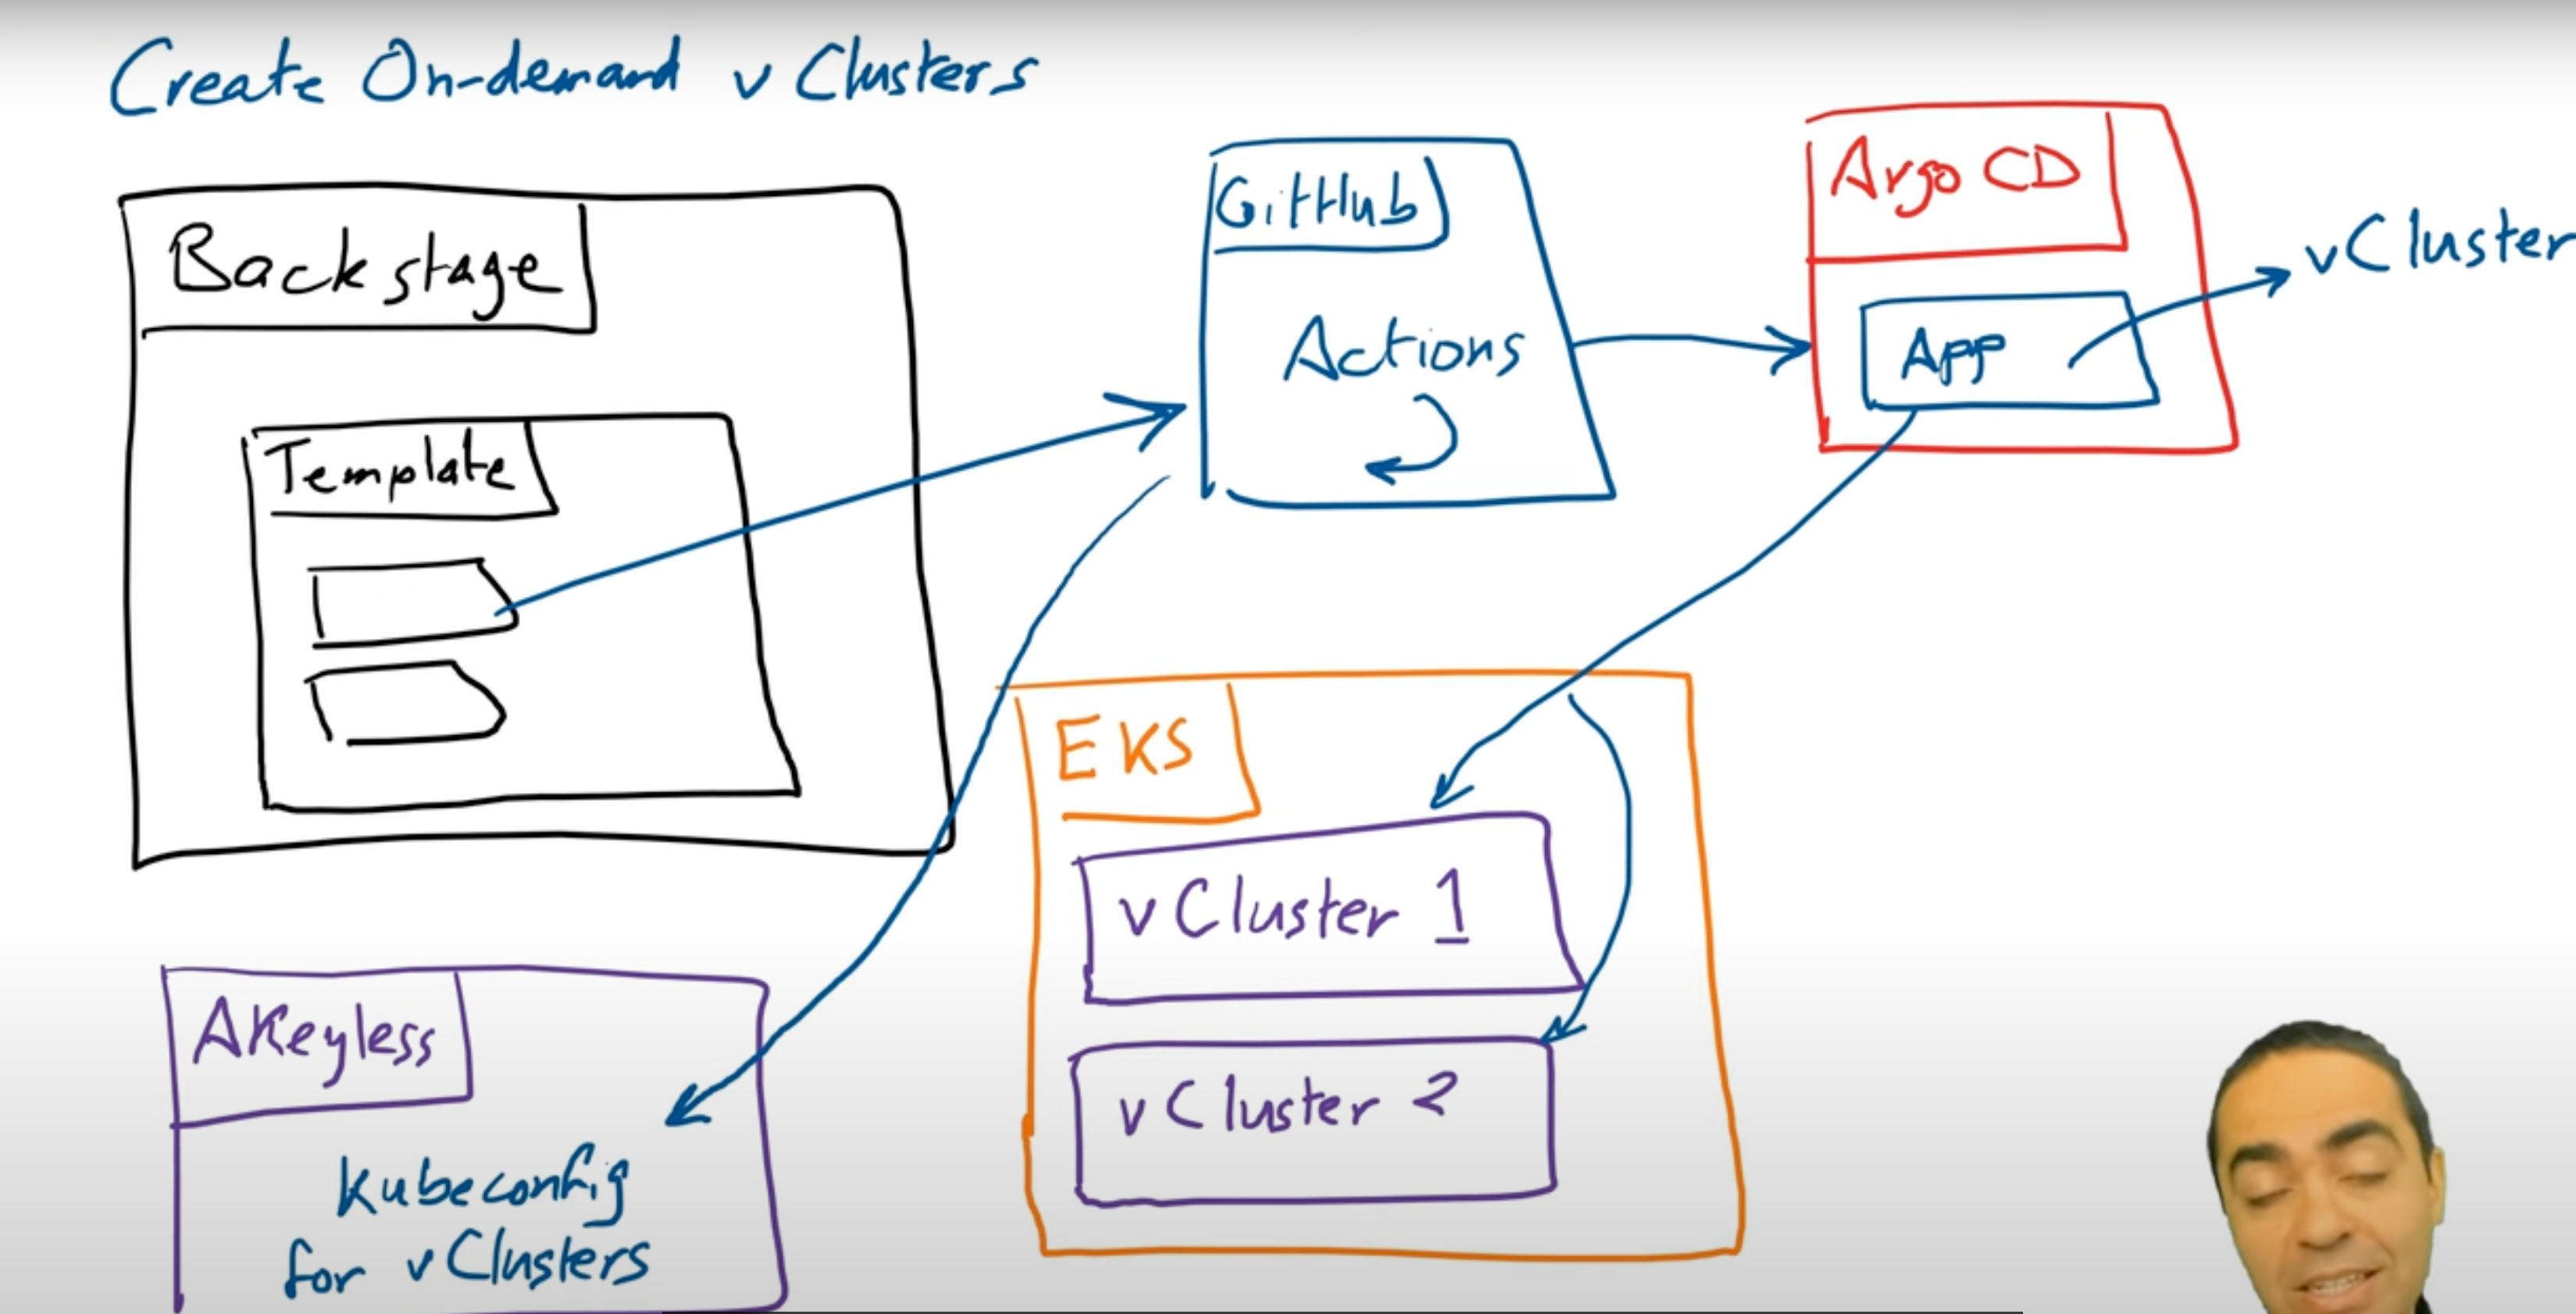 Create On-demand vClusters
Backstage
Template
GitHub
Actions
Argo CD
App
vCluster
EKS
vCluster 1
vCluster 2
AKeyless
kubeconfig
for vClusters